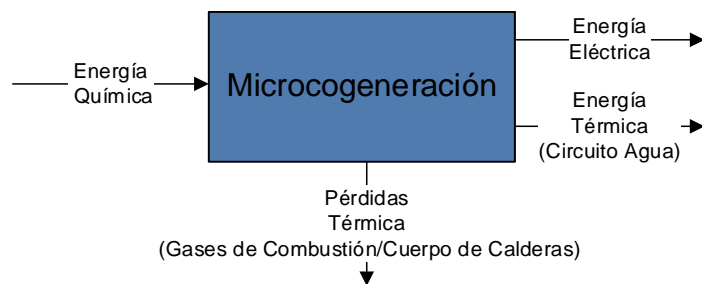 Energía
Química
Microcogeneración
Energía
Eléctrica
Energía
Térmica
(Circuito Agua)
Pérdidas
Térmica
(Gases de Combustión/Cuerpo de Calderas)